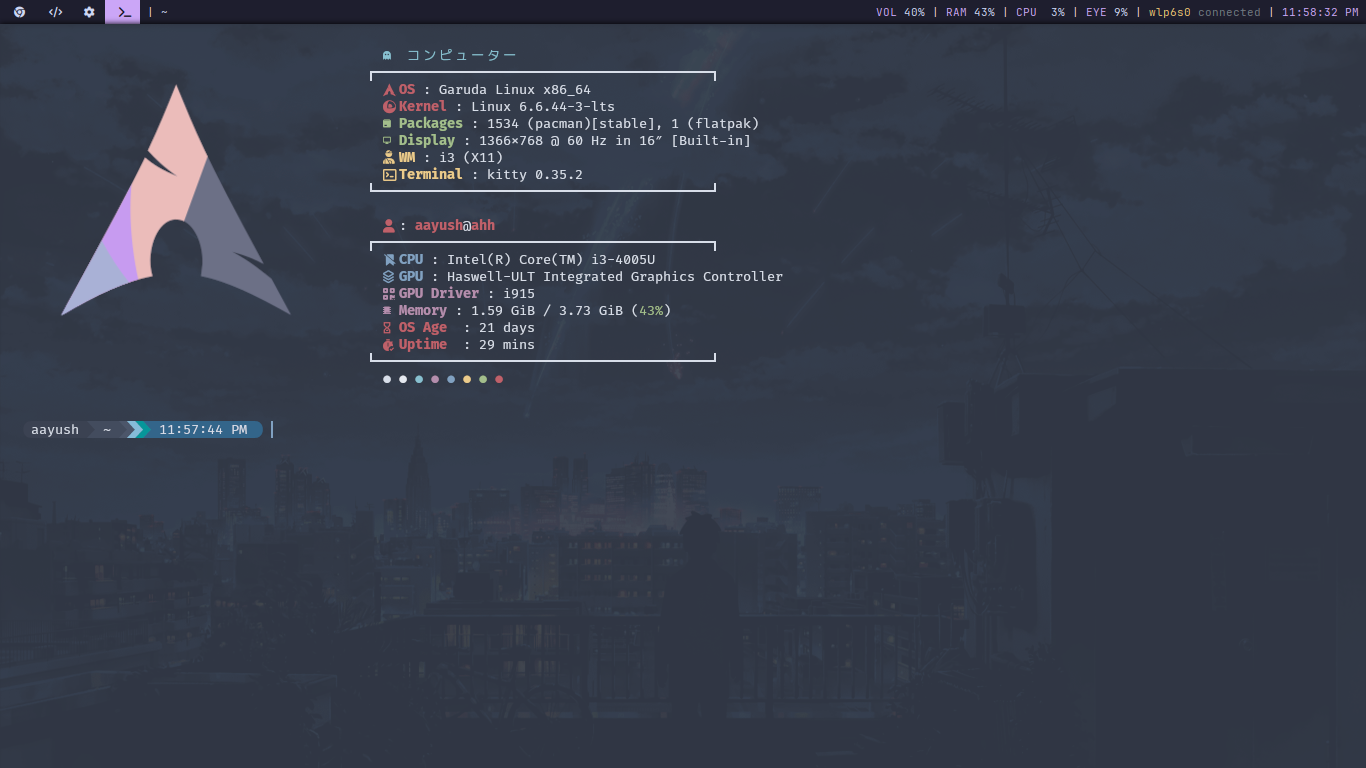 | ~
VOL 40% | RAM 43% | CPU 3% | EYE 9% | wlp6s0 connected | 11:58:32 PM
コンピューター
OS : Garuda Linux x86_64
Kernel : Linux 6.6.44-3-lts
Packages : 1534 (pacman)[stable], 1 (flatpak)
Display : 1366×768 @ 60 Hz in 16″ [Built-in]
WM : i3 (X11)
Terminal : kitty 0.35.2
: aayush@ahh
CPU : Intel(R) Core(TM) i3-4005U
GPU : Haswell-ULT Integrated Graphics Controller
GPU Driver : i915
Memory : 1.59 GiB / 3.73 GiB (43%)
OS Age : 21 days
Uptime : 29 mins
aayush ~ 11:57:44 PM